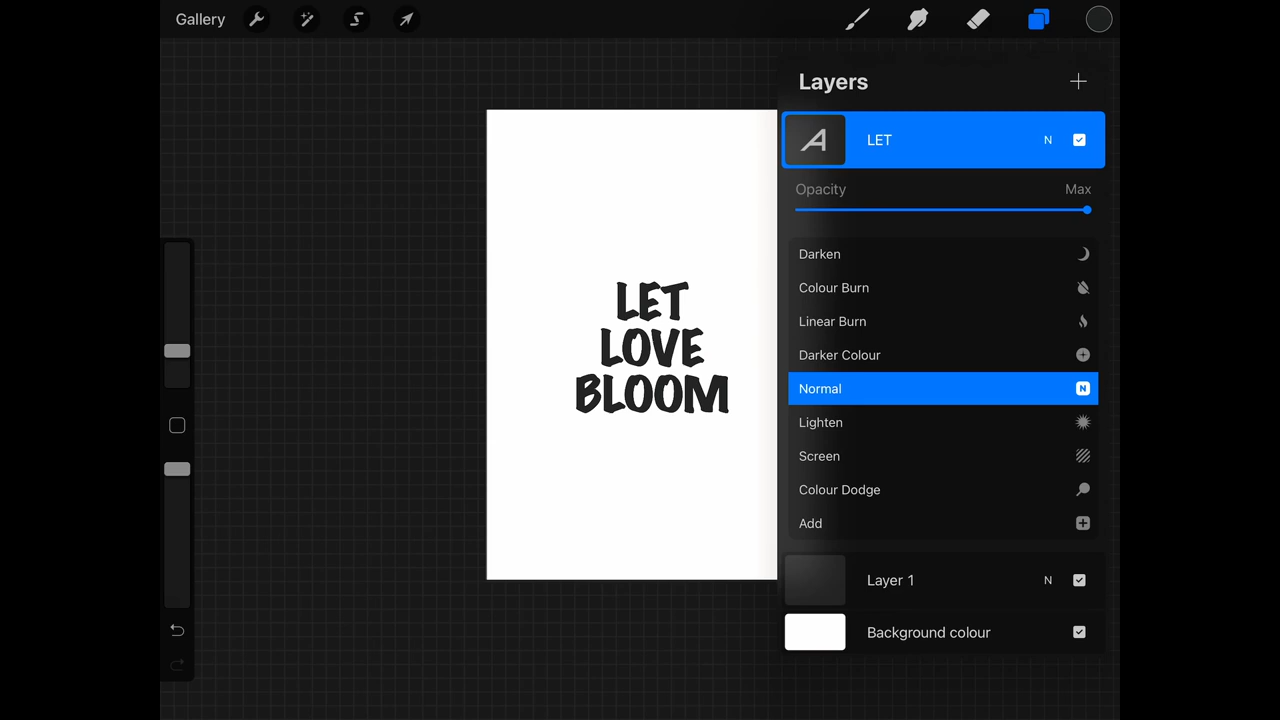 Gallery
Layers
LET N
Opacity Max
Darken
Colour Burn
Linear Burn
Darker Colour
Normal N
Lighten
Screen
Colour Dodge
Add
Layer 1 N
Background colour
LET
LOVE
BLOOM